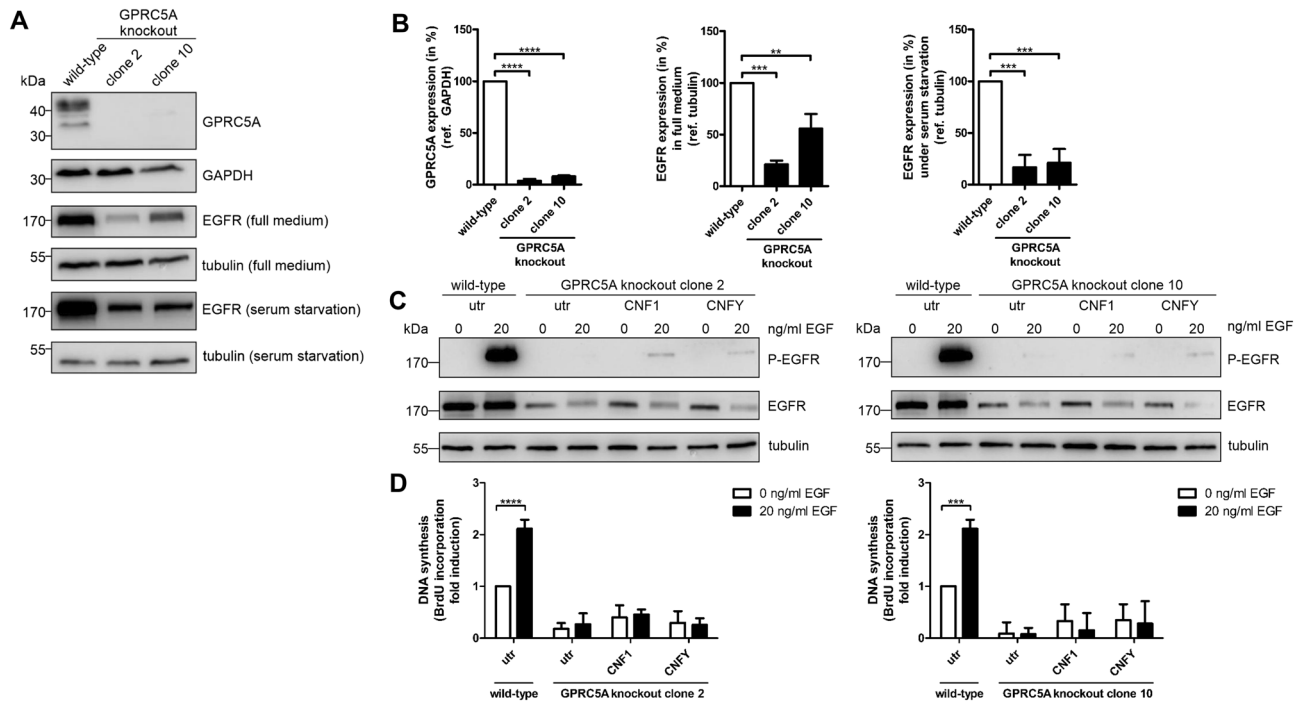 A
GPRC5A
knockout
wild-type
clone 2
clone 10
kDa
40
30
GPRC5A
30
GAPDH
170
EGFR (full medium)
55
tubulin (full medium)
170
EGFR (serum starvation)
55
tubulin (serum starvation)
B
GPRC5A expression (in %)
(ref. GAPDH)
150
100
50
0
****
****
wild-type
clone 2
clone 10
GPRC5A
knockout
EGFR expression (in %)
in full medium
(ref. tubulin)
150
100
50
0
**
***
wild-type
clone 2
clone 10
GPRC5A
knockout
EGFR expression (in %)
under serum starvation
(ref. tubulin)
150
100
50
0
***
***
wild-type
clone 2
clone 10
GPRC5A
knockout
C
wild-type GPRC5A knockout clone 2
utr utr CNF1 CNFY
kDa 0 20 0 20 0 20 0 20 ng/ml EGF
170 P-EGFR
170 EGFR
55 tubulin
wild-type GPRC5A knockout clone 10
utr utr CNF1 CNFY
kDa 0 20 0 20 0 20 0 20 ng/ml EGF
170 P-EGFR
170 EGFR
55 tubulin
D
DNA synthesis
(BrdU incorporation
fold induction)
3
2
1
0
****
0 ng/ml EGF
20 ng/ml EGF
utr
utr
CNF1
CNFY
wild-type GPRC5A knockout clone 2
DNA synthesis
(BrdU incorporation
fold induction)
3
2
1
0
***
0 ng/ml EGF
20 ng/ml EGF
utr
utr
CNF1
CNFY
wild-type GPRC5A knockout clone 10